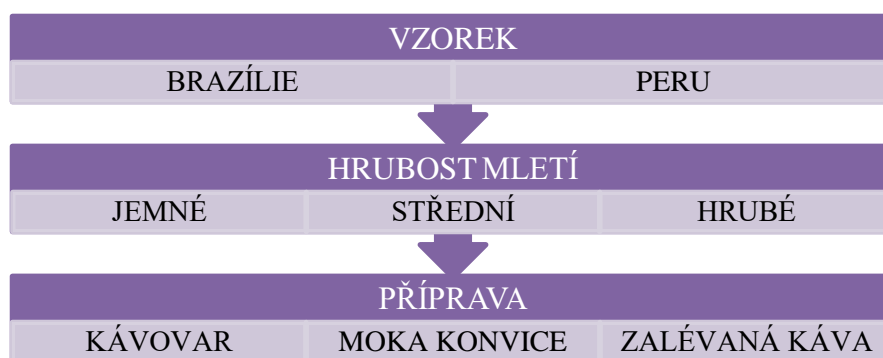 VZOREK
BRAZÍLIE PERU
HRUBOST MLETÍ
JEMNÉ STŘEDNÍ HRUBÉ
PŘÍPRAVA
KÁVOVAR MOKA KONVICE ZALÉVANÁ KÁVA